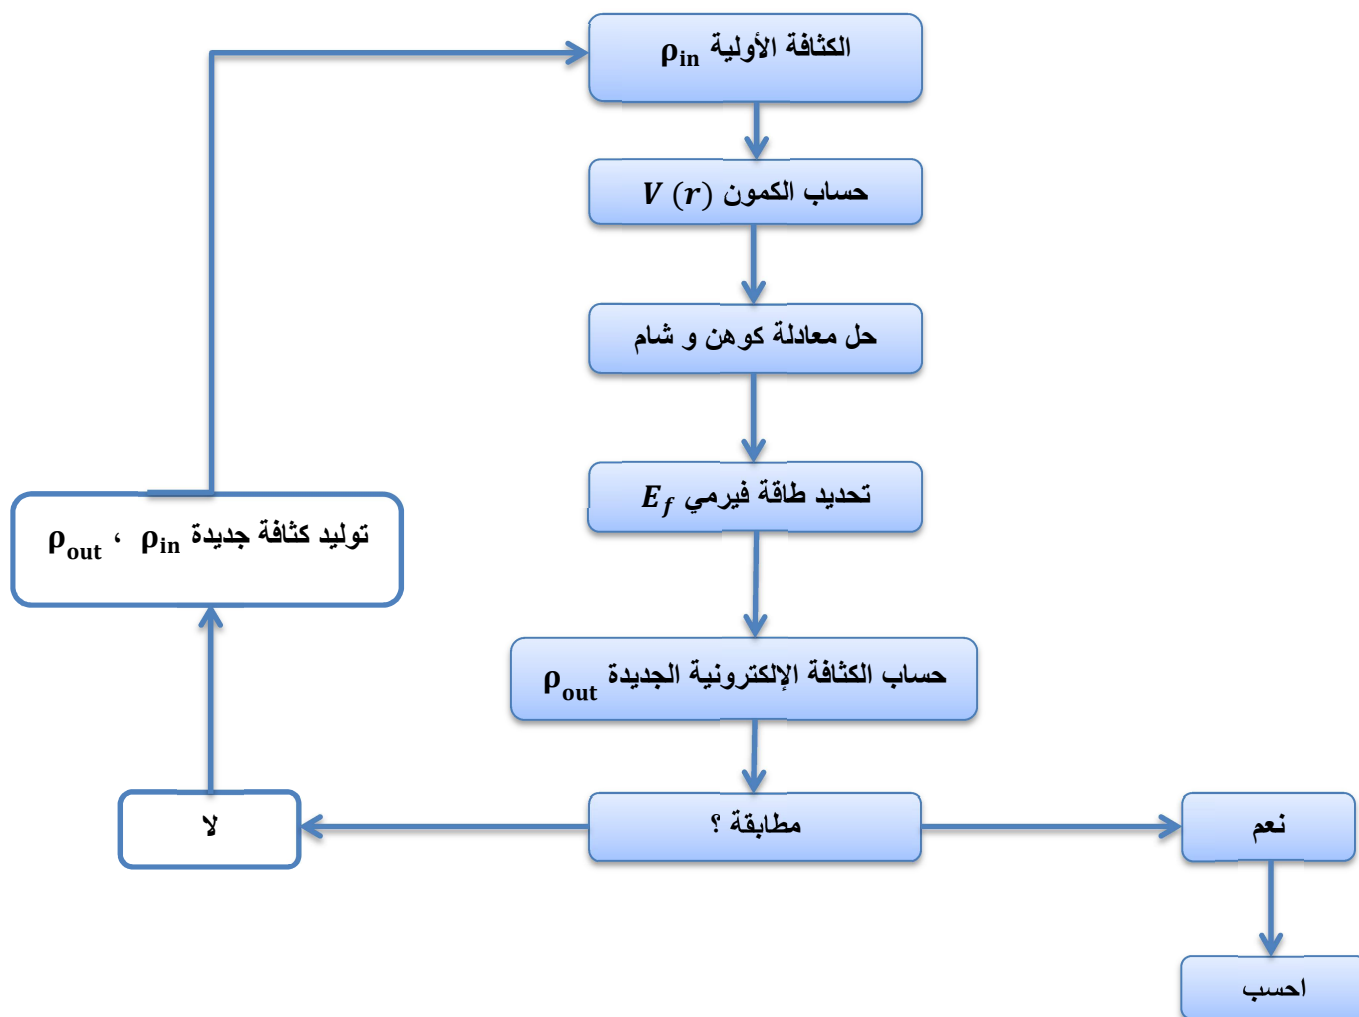 الكثافة الأولية ρin
حساب الكمون V (r)
حل معادلة كوهن و شام
تحديد طاقة فيرمي Ef
توليد كثافة جديدة ρin ، ρout
حساب الكثافة الإلكترونية الجديدة ρout
لا
مطابقة ؟
نعم
احسب